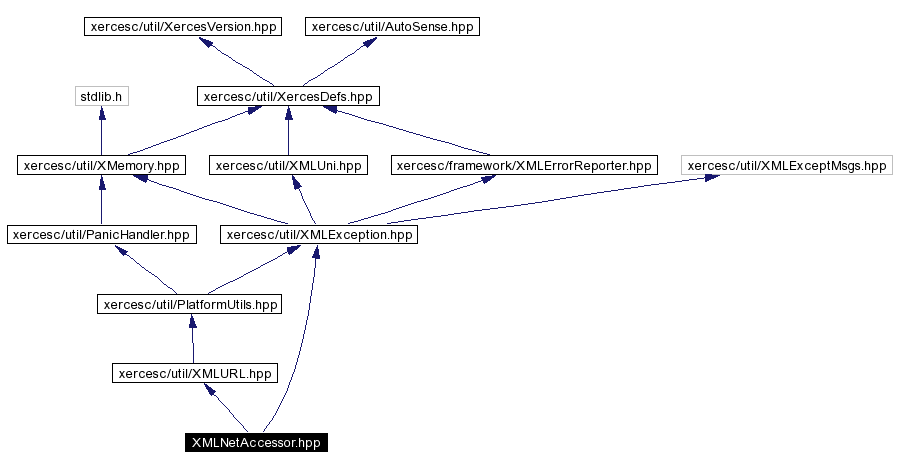 xercesc/util/XercesVersion.hpp
xercesc/util/AutoSense.hpp
stdlib.h
xercesc/util/XercesDefs.hpp
xercesc/util/XMemory.hpp
xercesc/util/XMLUni.hpp
xercesc/framework/XMLErrorReporter.hpp
xercesc/util/XMLExceptMsgs.hpp
xercesc/util/PanicHandler.hpp
xercesc/util/XMLException.hpp
xercesc/util/PlatformUtils.hpp
xercesc/util/XMLURL.hpp
XMLNetAccessor.hpp